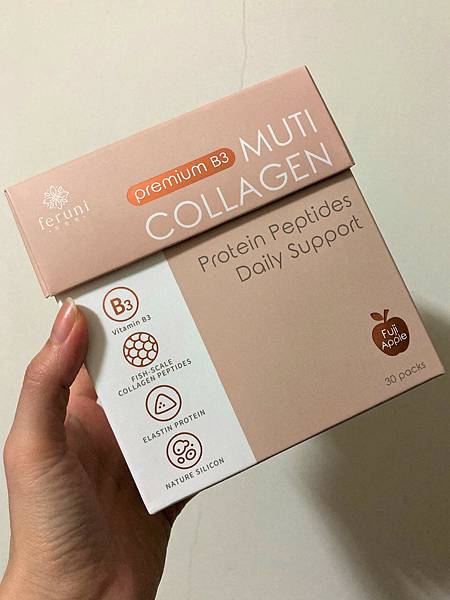 feruni
premium B3 MUTI
COLLAGEN
Protein Peptides
Daily Support
B3
Vitamin B3
FISH-SCALE
COLLAGEN PEPTIDES
ELASTIN PROTEIN
NATURE SILICON
Fuji
Apple
30 packs